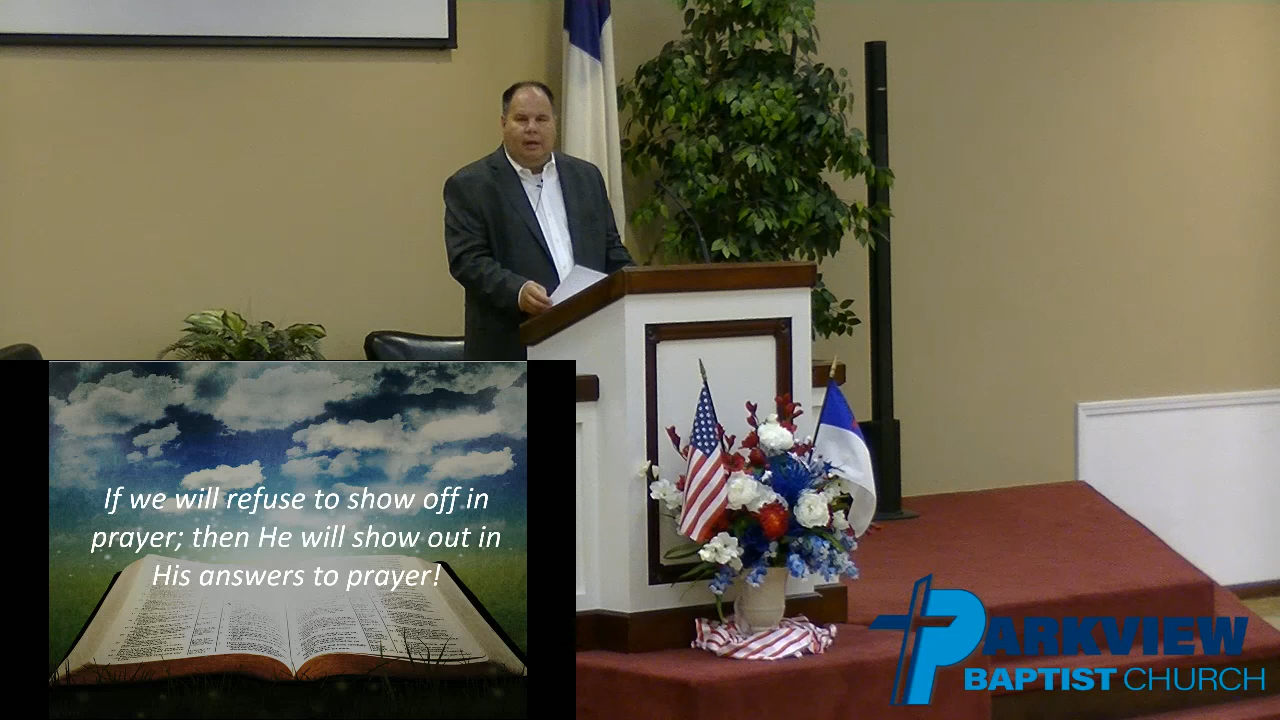 If we will refuse to show off in
prayer; then He will show out in
His answers to prayer!
PARKVIEW
BAPTIST CHURCH